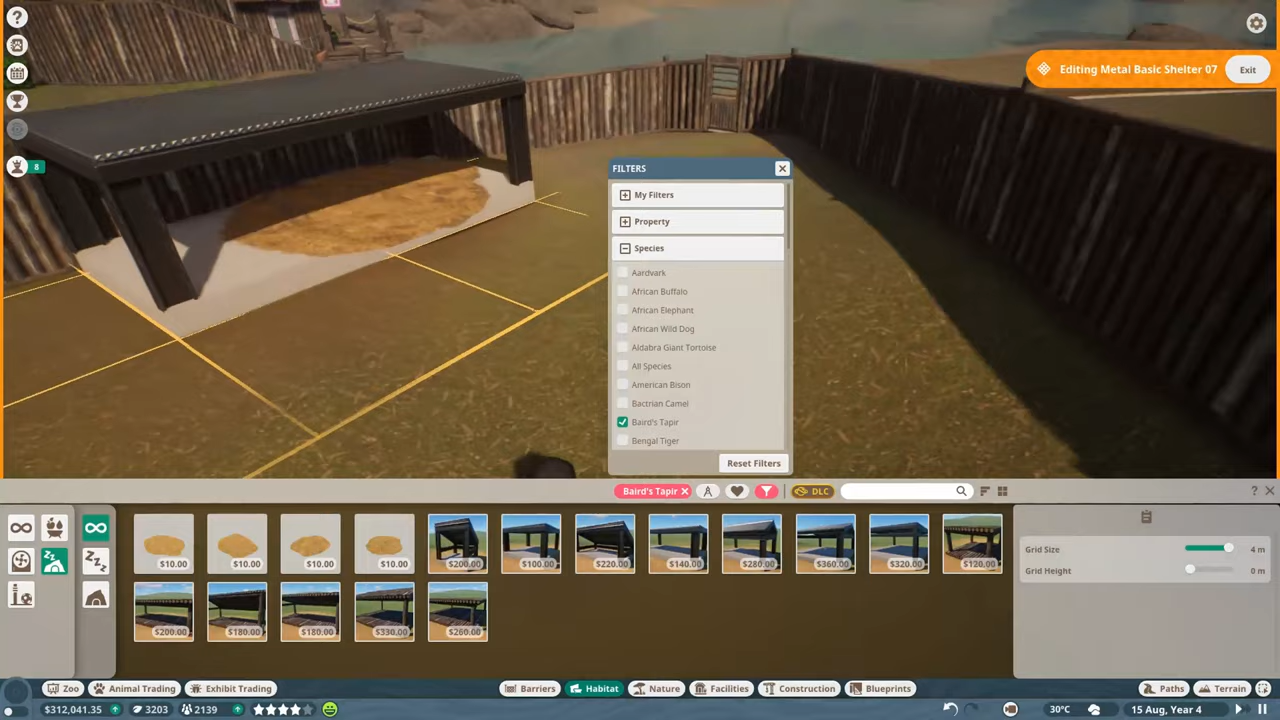 ?
Editing Metal Basic Shelter 07
Exit
8
FILTERS
My Filters
Property
Species
Aardvark
African Buffalo
African Elephant
African Wild Dog
Aldabra Giant Tortoise
All Species
American Bison
Bactrian Camel
Baird's Tapir
Bengal Tiger
Reset Filters
Baird's Tapir
DLC
?
$10.00 $10.00 $10.00 $10.00 $200.00 $100.00 $220.00 $140.00 $280.00 $360.00 $320.00 $120.00
$200.00 $180.00 $180.00 $330.00 $260.00
Grid Size 4 m
Grid Height 0 m
Zoo Animal Trading Exhibit Trading Barriers Habitat Nature Facilities Construction Blueprints Paths Terrain
$312,041.35 3203 2139 30°C 15 Aug, Year 4